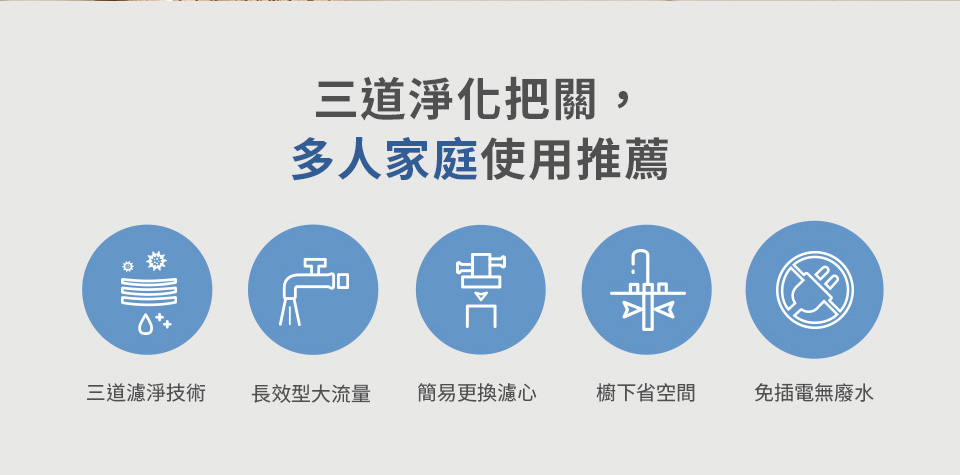 三道淨化把關，
多人家庭使用推薦
三道濾淨技術
長效型大流量
簡易更換濾心
櫥下省空間
免插電無廢水